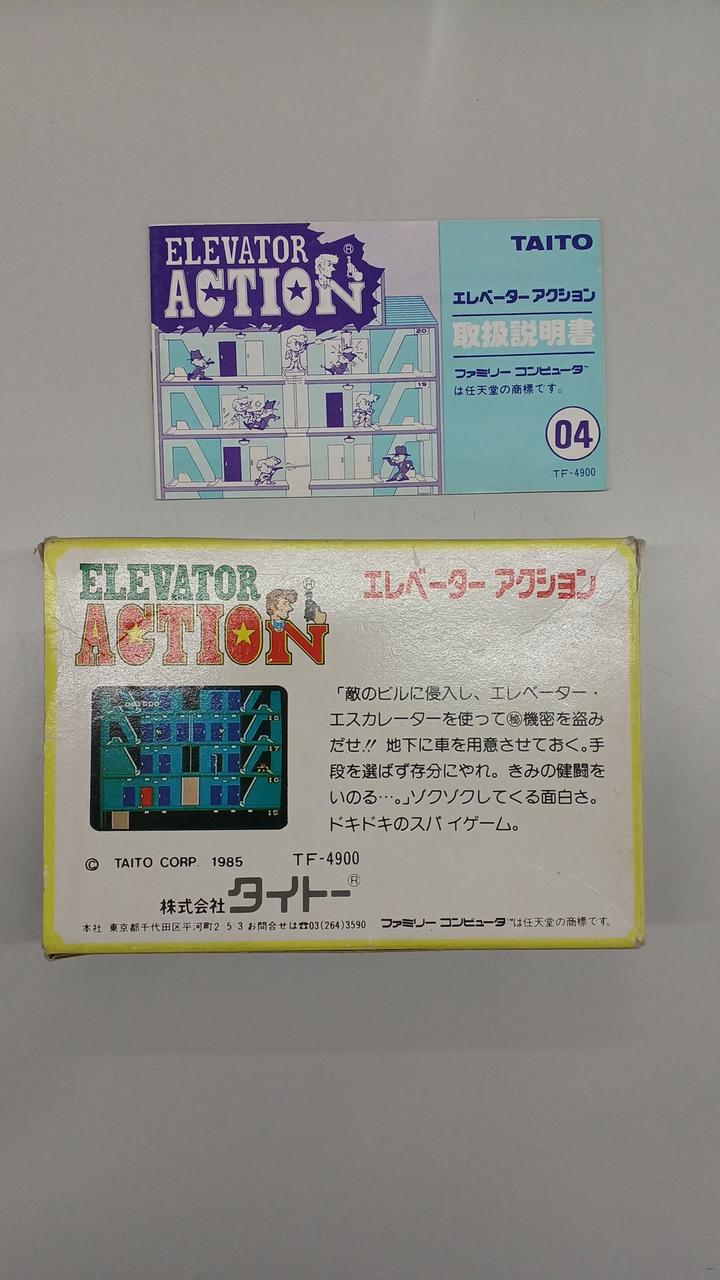 ELEVATOR
ACTION®
TAITO
エレベーター アクション
取扱説明書
ファミリー コンピュータ™
は任天堂の商標です。
04
TF-4900
20
19
ELEVATOR
ACTION®
エレベーター アクション
「敵のビルに侵入し、エレベーター・
エスカレーターを使って㊙機密を盗み
だせ!! 地下に車を用意させておく。手
段を選ばず存分にやれ。きみの健闘を
いのる…。」ゾクゾクしてくる面白さ。
ドキドキのスパイゲーム。
17
16
15
© TAITO CORP. 1985 TF-4900
株式会社タイトー®
本社 東京都千代田区平河町2 5 3 お問合せは☎03(264)3590 ファミリー コンピュータ™は任天堂の商標です。